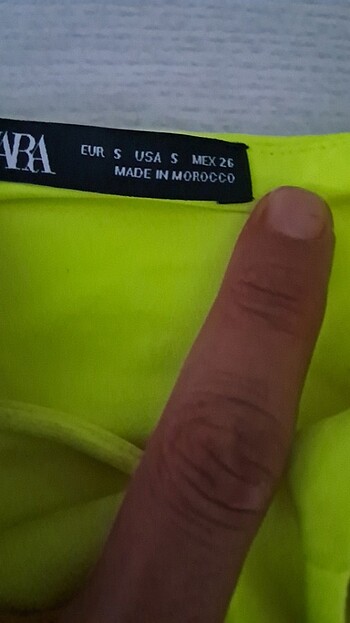 ZARA
EUR S USA S MEX 26
MADE IN MOROCCO